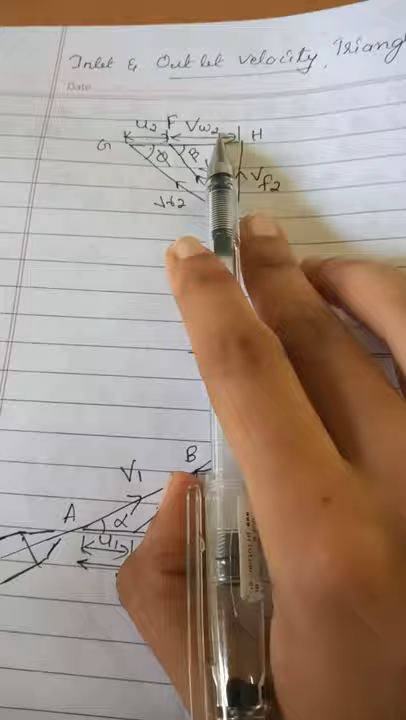 Inlet & Outlet velocity Triang
Date
u2 F Vw2 H
G Φ β
Vf2
Vr2
B
V1
A α
u1